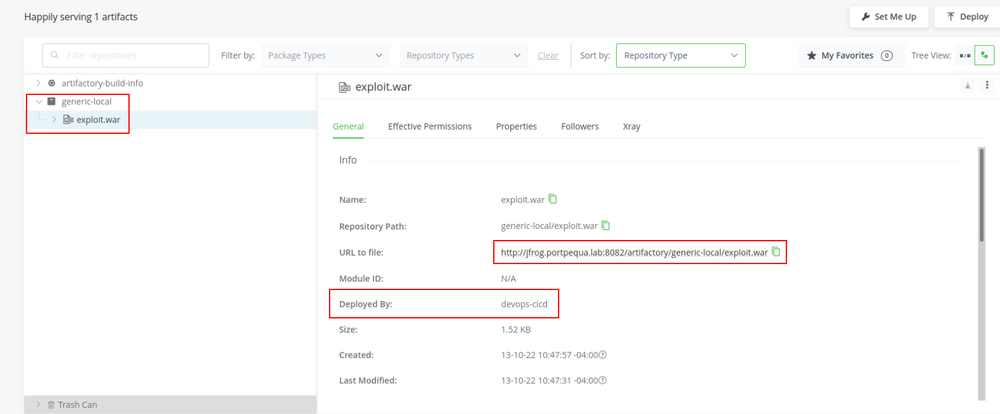 Happily serving 1 artifacts
Set Me Up
Deploy
Filter repositories
Filter by:
Package Types
Repository Types
Clear
Sort by:
Repository Type
My Favorites (0)
Tree View:
artifactory-build-info
generic-local
exploit.war
Trash Can
exploit.war
General Effective Permissions Properties Followers Xray
Info
Name: exploit.war
Repository Path: generic-local/exploit.war
URL to file: http://jfrog.portpequa.lab:8082/artifactory/generic-local/exploit.war
Module ID: N/A
Deployed By: devops-cicd
Size: 1.52 KB
Created: 13-10-22 10:47:57 -04:00
Last Modified: 13-10-22 10:47:31 -04:00